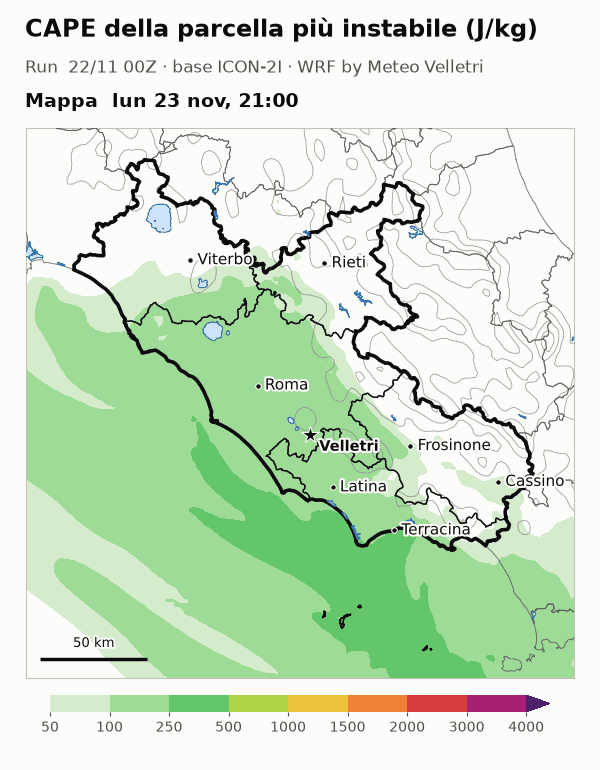 CAPE della parcella più instabile (J/kg)
Run 22/11 00Z · base ICON-2I · WRF by Meteo Velletri
Mappa lun 23 nov, 21:00
Viterbo
Rieti
Roma
Velletri
Frosinone
Cassino
Latina
Terracina
50 km
50 100 250 500 1000 1500 2000 3000 4000